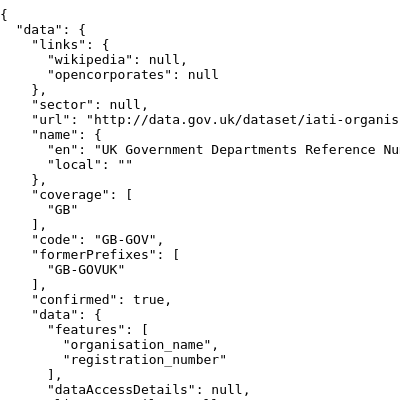 {
  "data": {
    "links": {
      "wikipedia": null,
      "opencorporates": null
    },
    "sector": null,
    "url": "http://data.gov.uk/dataset/iati-organis
    "name": {
      "en": "UK Government Departments Reference Nu
      "local": ""
    },
    "coverage": [
      "GB"
    ],
    "code": "GB-GOV",
    "formerPrefixes": [
      "GB-GOVUK"
    ],
    "confirmed": true,
    "data": {
      "features": [
        "organisation_name",
        "registration_number"
      ],
      "dataAccessDetails": null,